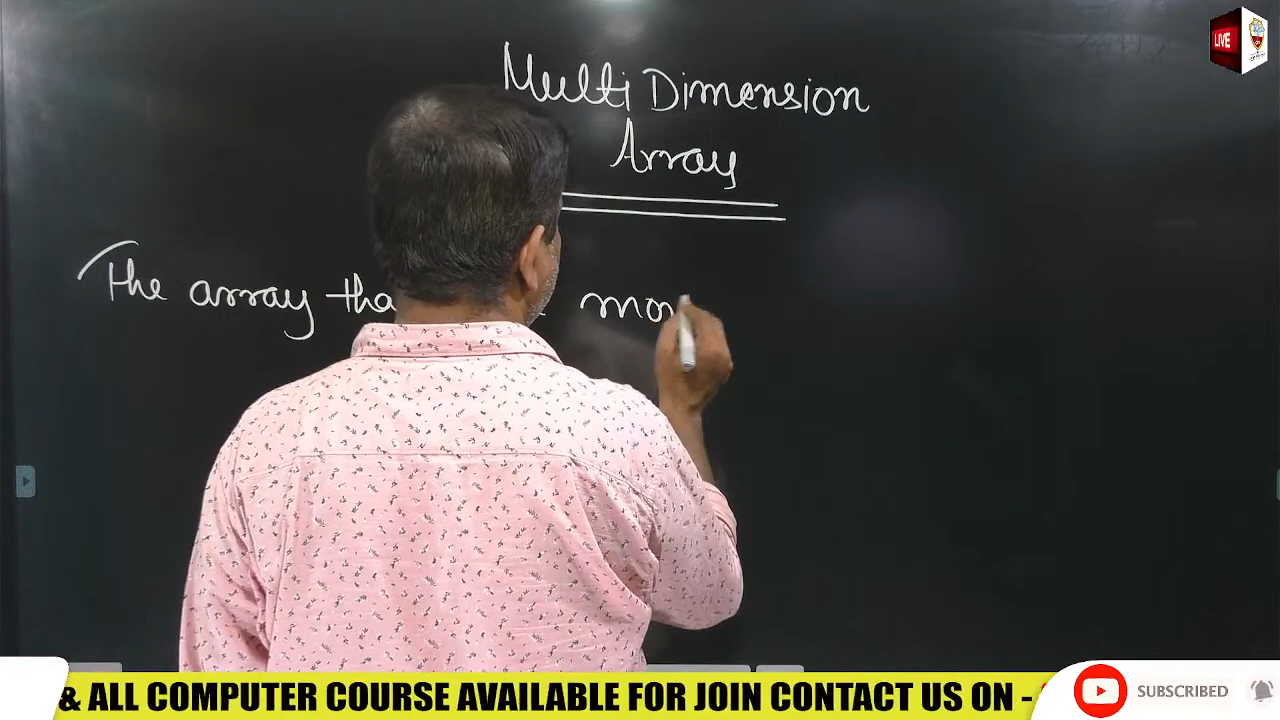 LIVE
Multi Dimension
Array
The array tha mor
& ALL COMPUTER COURSE AVAILABLE FOR JOIN CONTACT US ON -
SUBSCRIBED